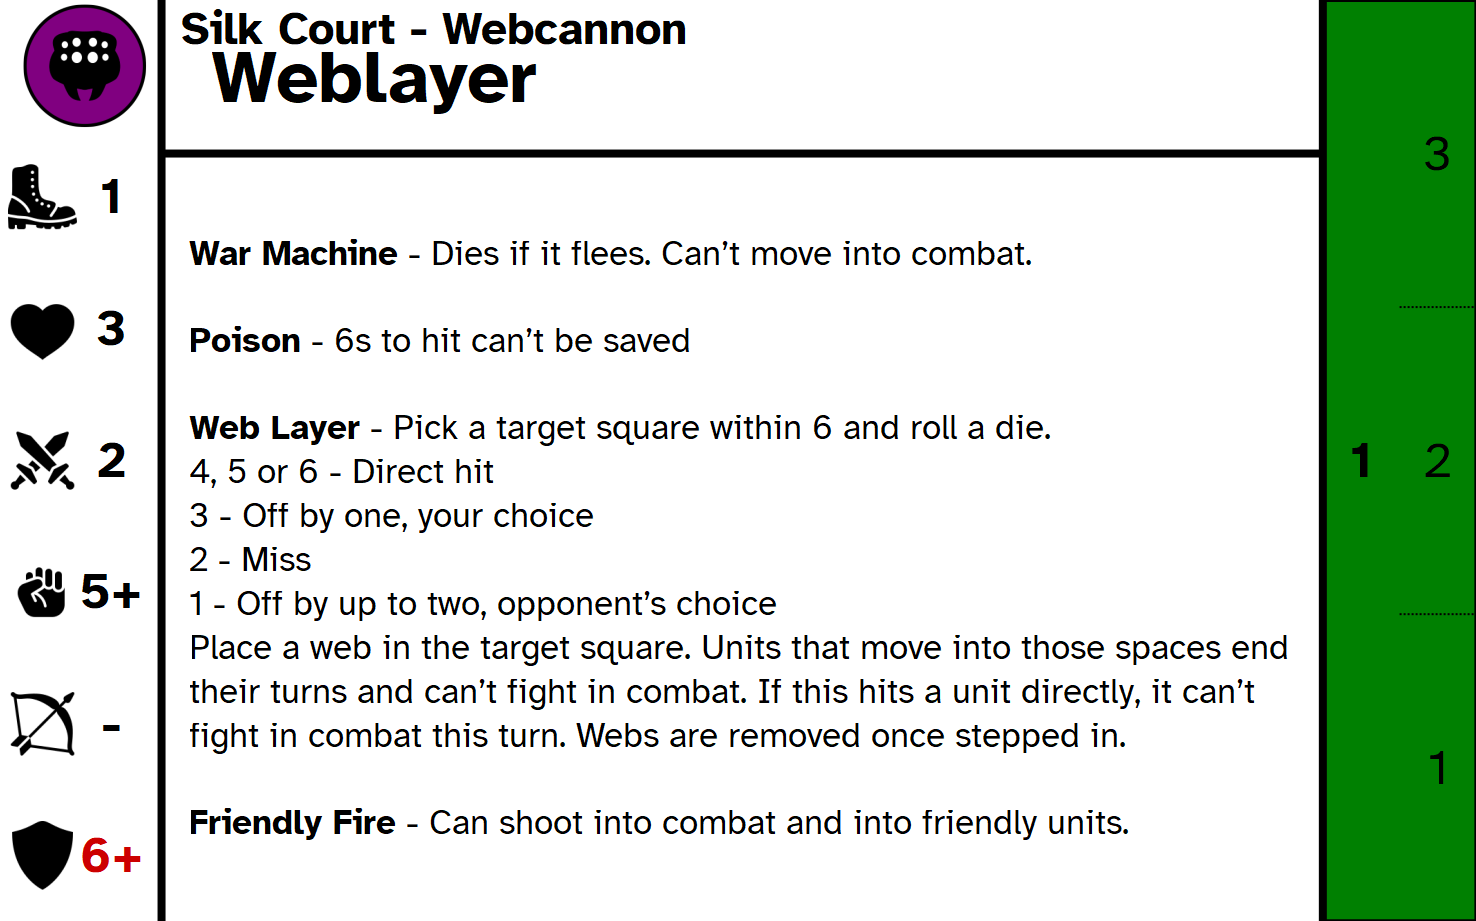 Silk Court - Webcannon
Weblayer
1
3
2
5+
-
6+
War Machine - Dies if it flees. Can’t move into combat.
Poison - 6s to hit can’t be saved
Web Layer - Pick a target square within 6 and roll a die.
4, 5 or 6 - Direct hit
3 - Off by one, your choice
2 - Miss
1 - Off by up to two, opponent’s choice
Place a web in the target square. Units that move into those spaces end
their turns and can’t fight in combat. If this hits a unit directly, it can’t
fight in combat this turn. Webs are removed once stepped in.
Friendly Fire - Can shoot into combat and into friendly units.
3
1 2
1